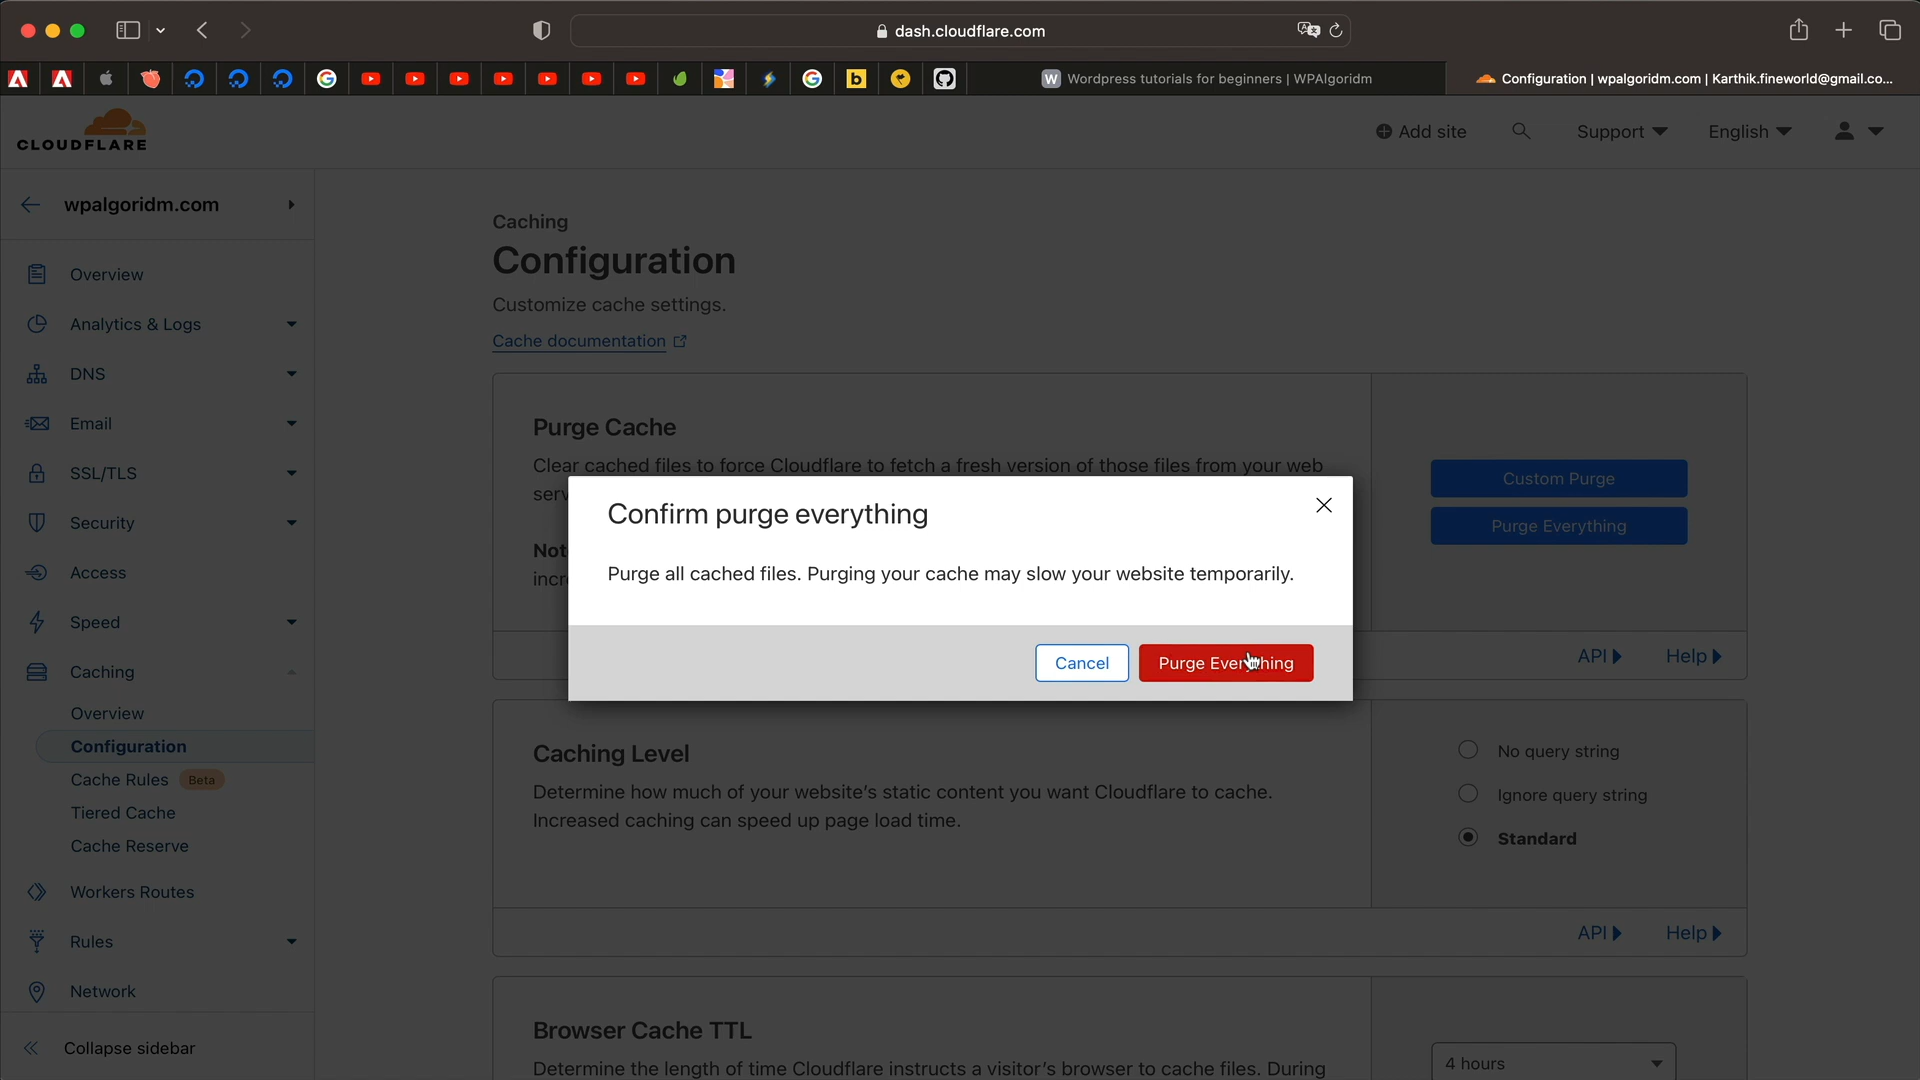 dash.cloudflare.com
W Wordpress tutorials for beginners | WPAlgoridm
Configuration | wpalgoridm.com | Karthik.fineworld@gmail.co...
CLOUDFLARE
Add site
Support
English
wpalgoridm.com
Overview
Analytics & Logs
DNS
Email
SSL/TLS
Security
Access
Speed
Caching
Overview
Configuration
Cache Rules Beta
Tiered Cache
Cache Reserve
Workers Routes
Rules
Network
Collapse sidebar
Caching
Configuration
Customize cache settings.
Cache documentation
Purge Cache
Clear cached files to force Cloudflare to fetch a fresh version of those files from your web
Custom Purge
Purge Everything
Confirm purge everything
Purge all cached files. Purging your cache may slow your website temporarily.
Cancel
Purge Everything
API
Help
Caching Level
Determine how much of your website's static content you want Cloudflare to cache.
Increased caching can speed up page load time.
No query string
Ignore query string
Standard
API
Help
Browser Cache TTL
Determine the length of time Cloudflare instructs a visitor's browser to cache files. During
4 hours